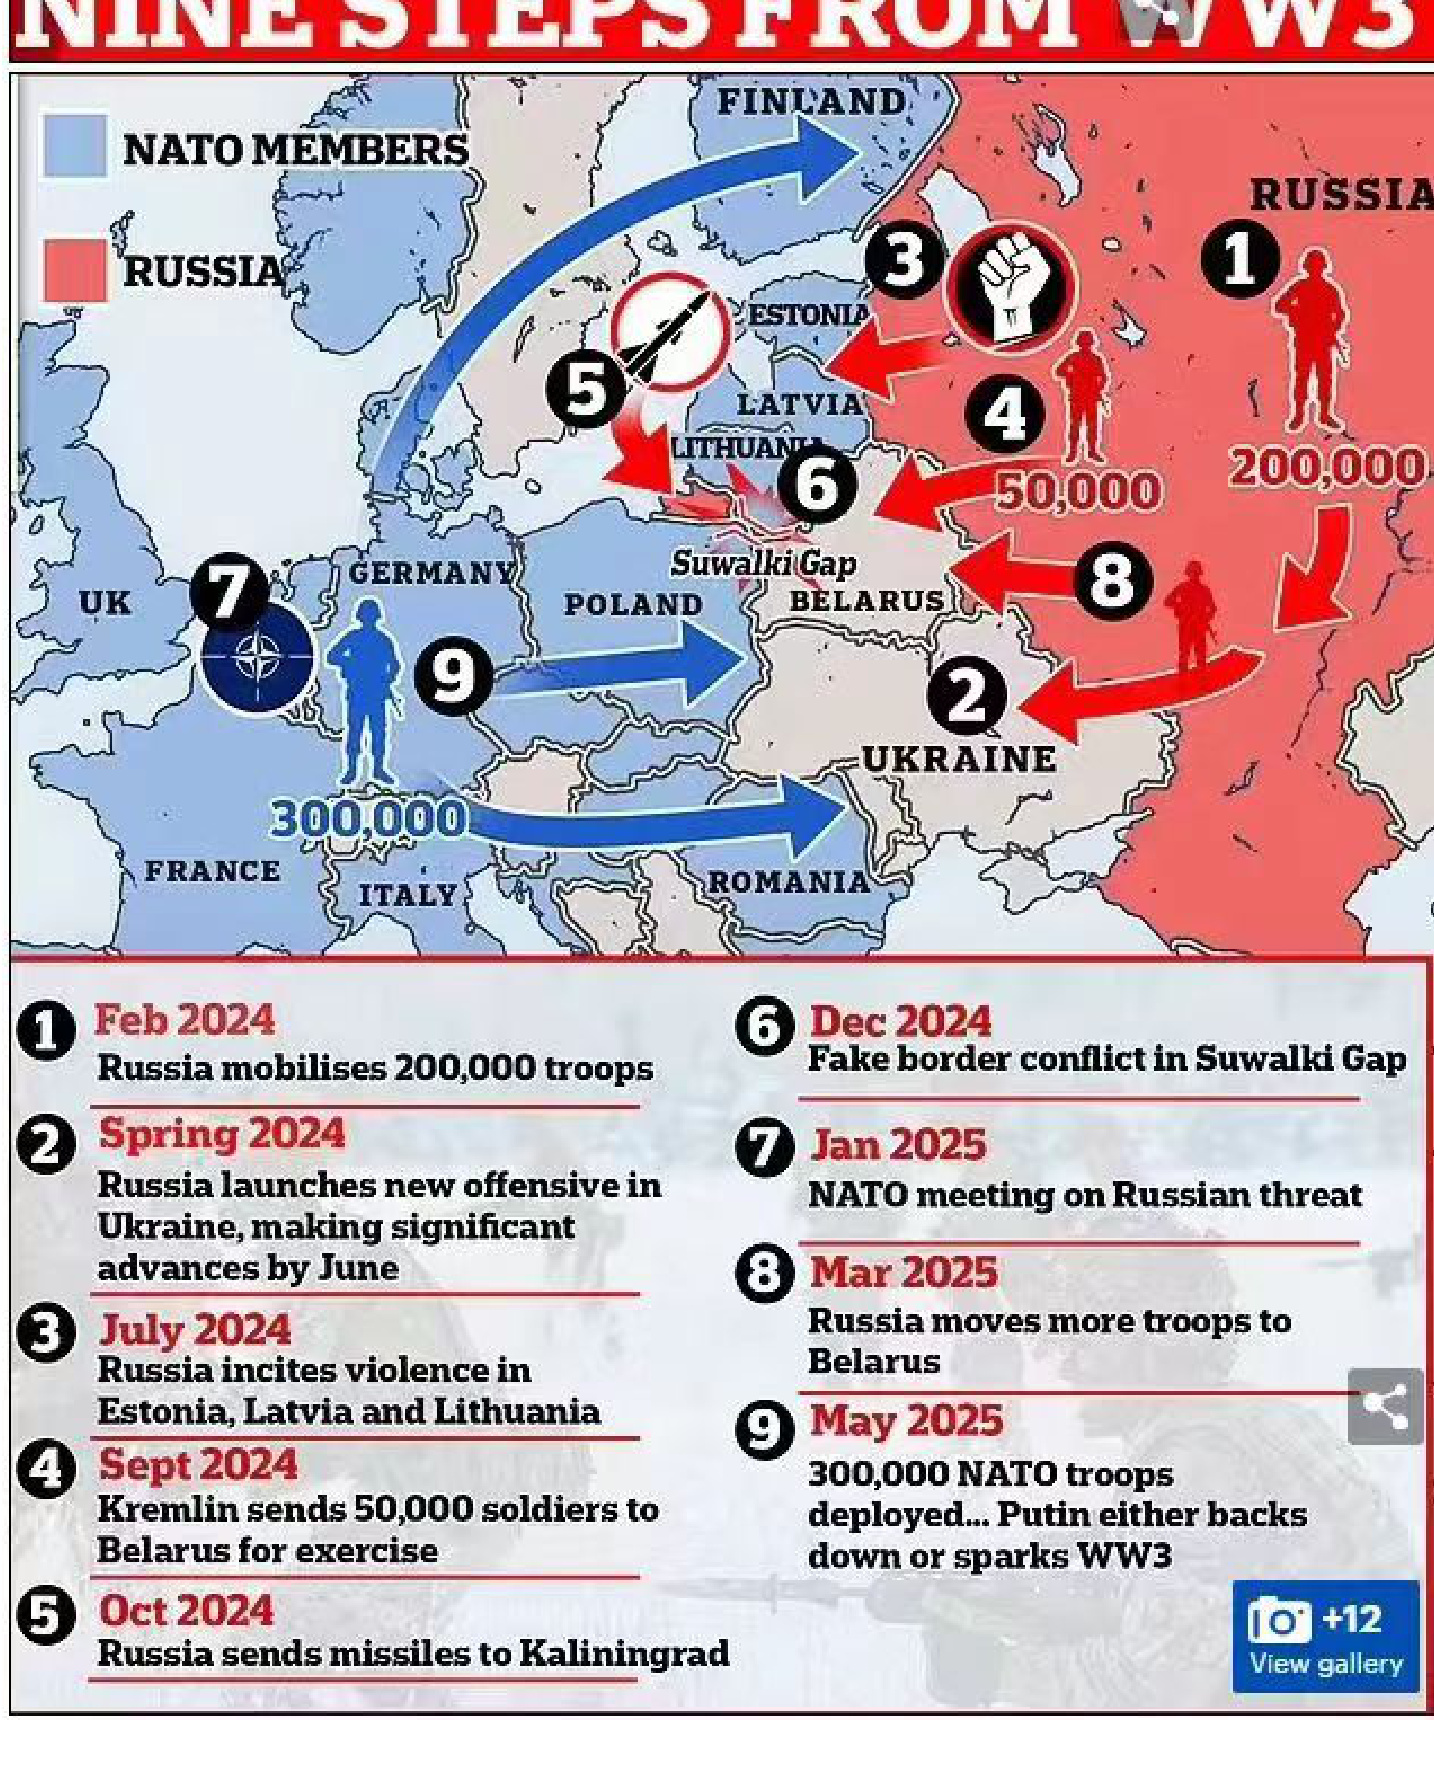 NINE STEPS FROM WW3
FINLAND
NATO MEMBERS
RUSSIA
RUSSIA
3
1
ESTONIA
5
4
LATVIA
LITHUANIA
6
50,000
200,000
Suwalki Gap
7
GERMANY
8
UK
POLAND
BELARUS
9
2
UKRAINE
300,000
FRANCE
ITALY
ROMANIA
1 Feb 2024
Russia mobilises 200,000 troops
2 Spring 2024
Russia launches new offensive in
Ukraine, making significant
advances by June
3 July 2024
Russia incites violence in
Estonia, Latvia and Lithuania
4 Sept 2024
Kremlin sends 50,000 soldiers to
Belarus for exercise
5 Oct 2024
Russia sends missiles to Kaliningrad
6 Dec 2024
Fake border conflict in Suwalki Gap
7 Jan 2025
NATO meeting on Russian threat
8 Mar 2025
Russia moves more troops to
Belarus
9 May 2025
300,000 NATO troops
deployed... Putin either backs
down or sparks WW3
+12
View gallery